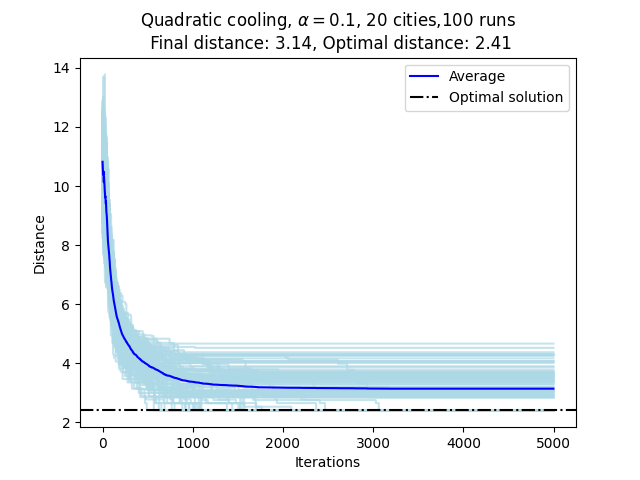 Quadratic cooling, α = 0.1, 20 cities,100 runs
Final distance: 3.14, Optimal distance: 2.41
Average
Optimal solution
14
12
10
8
6
4
2
Distance
0
1000
2000
3000
4000
5000
Iterations